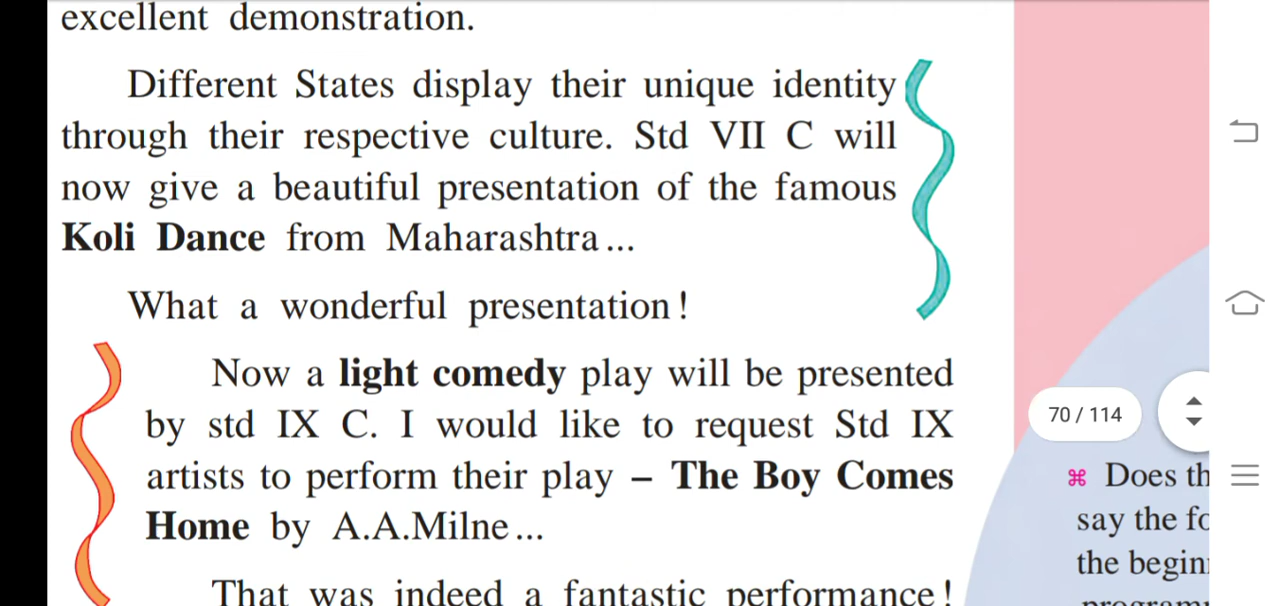 excellent demonstration.
Different States display their unique identity
through their respective culture. Std VII C will
now give a beautiful presentation of the famous
Koli Dance from Maharashtra ...
What a wonderful presentation !
Now a light comedy play will be presented
by std IX C. I would like to request Std IX
artists to perform their play – The Boy Comes
Home by A.A.Milne ...
That was indeed a fantastic performance !
70 / 114
⌘ Does th
say the fo
the begin